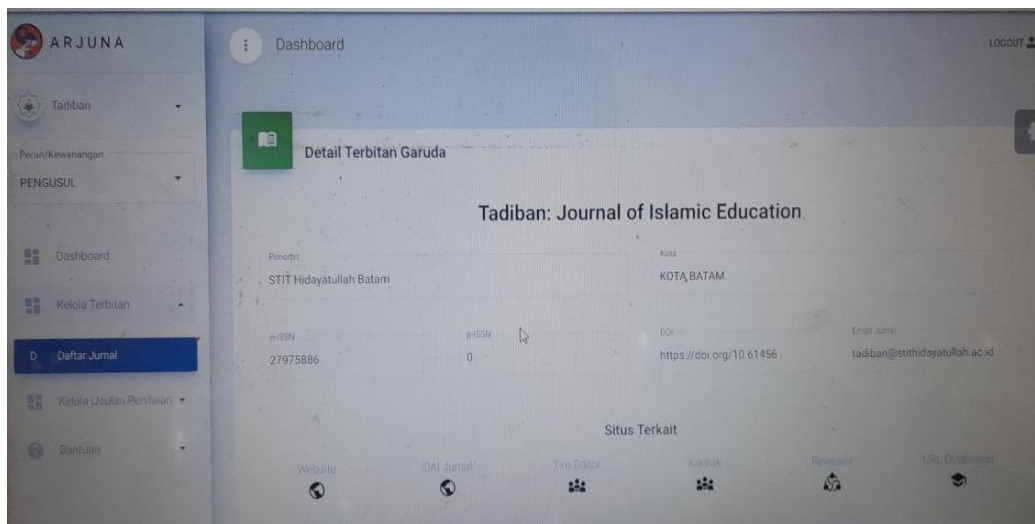 ARJUNA
Dashboard
LOGOUT
Tadiban
Peran/Kewenangan
PENGUSUL
Dashboard
Kelola Terbitan
D Daftar Jurnal
Kelola Usulan Penilaian
Bantuan
Detail Terbitan Garuda
Tadiban: Journal of Islamic Education
Penerbit
STIT Hidayatullah Batam
Kota
KOTA BATAM
e-ISSN
27975886
p-ISSN
0
DOI
https://doi.org/10.61456
Email Jurnal
tadiban@stithidayatullah.ac.id
Situs Terkait
Website
OAI Jurnal
Tim Editor
Kontak
Reviewer
URL Dimension